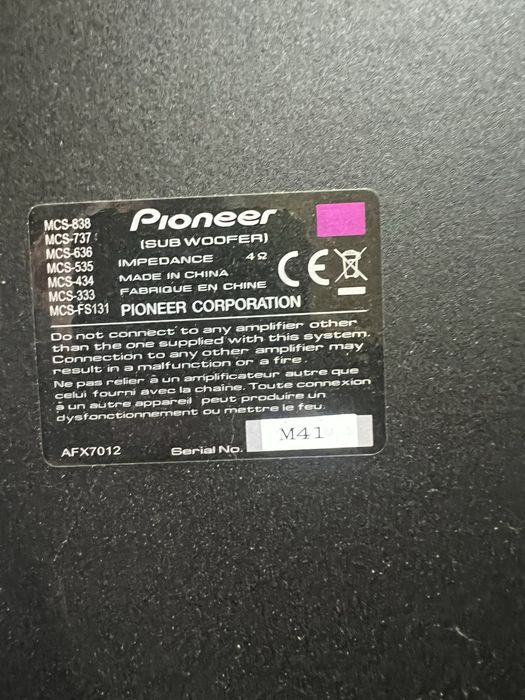 MCS-838
MCS-737
MCS-636
MCS-535
MCS-434
MCS-333
MCS-FS131
Pioneer
(SUB WOOFER)
IMPEDANCE 4Ω
MADE IN CHINA
FABRIQUE EN CHINE
PIONEER CORPORATION
CE
Do not connect to any amplifier other
than the one supplied with this system.
Connection to any other amplifier may
result in a malfunction or a fire.
Ne pas relier à un amplificateur autre que
celui fourni avec la chaîne. Toute connexion
à un autre appareil peut produire un
dysfonctionement ou mettre le feu.
AFX7012 Serial No. M41